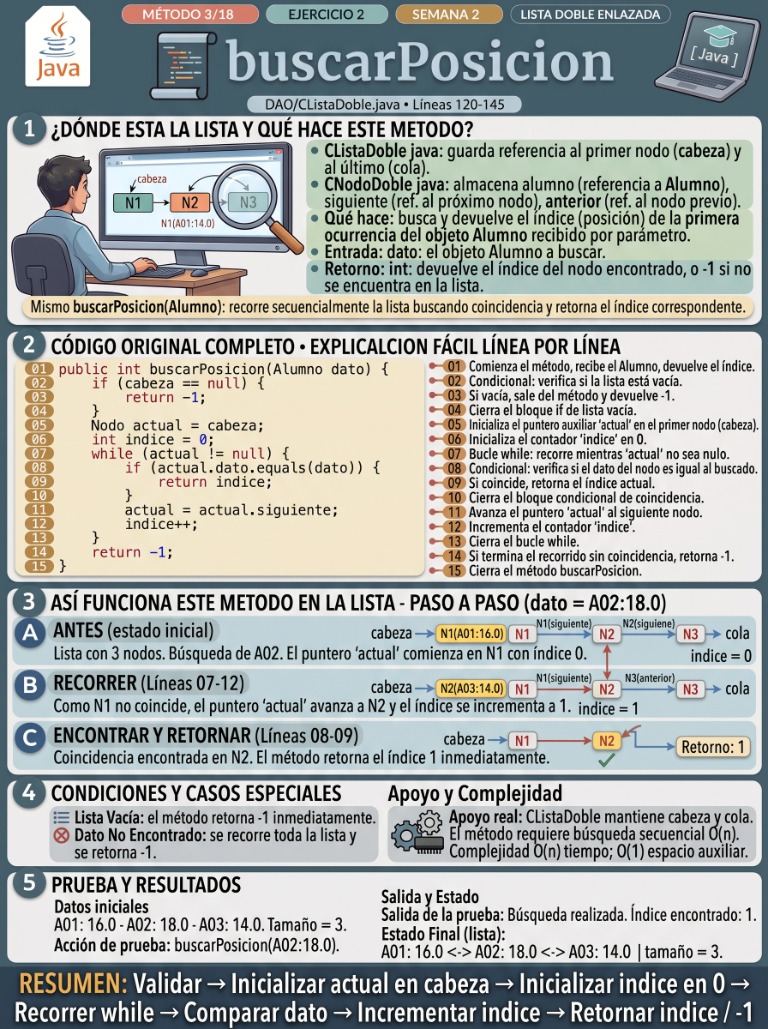 Java
MÉTODO 3/18
EJERCICIO 2
SEMANA 2
LISTA DOBLE ENLAZADA
buscarPosicion
[ Java ]
DAO/CListaDoble.java • Líneas 120-145
1 ¿DÓNDE ESTA LA LISTA Y QUÉ HACE ESTE METODO?
cabeza
N1 N2 N3
N1(A01:14.0)
• CListaDoble java: guarda referencia al primer nodo (cabeza) y
al último (cola).
• CNodoDoble java: almacena alumno (referencia a Alumno),
siguiente (ref. al próximo nodo), anterior (ref. al nodo previo).
• Qué hace: busca y devuelve el índice (posición) de la primera
ocurrencia del objeto Alumno recibido por parámetro.
• Entrada: dato: el objeto Alumno a buscar.
• Retorno: int: devuelve el índice del nodo encontrado, o -1 si no
se encuentra en la lista.
Mismo buscarPosicion(Alumno): recorre secuencialmente la lista buscando coincidencia y retorna el índice correspondente.
2 CÓDIGO ORIGINAL COMPLETO • EXPLICALCION FÁCIL LÍNEA POR LÍNEA
01 public int buscarPosicion(Alumno dato) {
02 if (cabeza == null) {
03 return -1;
04 }
05 Nodo actual = cabeza;
06 int indice = 0;
07 while (actual != null) {
08 if (actual.dato.equals(dato)) {
09 return indice;
10 }
11 actual = actual.siguiente;
12 indice++;
13 }
14 return -1;
15 }
01 Comienza el método, recibe el Alumno, devuelve el índice.
02 Condicional: verifica si la lista está vacía.
03 Si vacía, sale del método y devuelve -1.
04 Cierra el bloque if de lista vacía.
05 Inicializa el puntero auxiliar 'actual' en el primer nodo (cabeza).
06 Inicializa el contador 'indice' en 0.
07 Bucle while: recorre mientras 'actual' no sea nulo.
08 Condicional: verifica si el dato del nodo es igual al buscado.
09 Si coincide, retorna el índice actual.
10 Cierra el bloque condicional de coincidencia.
11 Avanza el puntero 'actual' al siguiente nodo.
12 Incrementa el contador 'indice'.
13 Cierra el bucle while.
14 Si termina el recorrido sin coincidencia, retorna -1.
15 Cierra el método buscarPosicion.
3 ASÍ FUNCIONA ESTE METODO EN LA LISTA - PASO A PASO (dato = A02:18.0)
A ANTES (estado inicial)
Lista con 3 nodos. Búsqueda de A02. El puntero 'actual' comienza en N1 con índice 0.
cabeza N1(A01:16.0) N1 N1(siguiente) N2 N2(siguiene) N3 cola
indice = 0
B RECORRER (Líneas 07-12)
Como N1 no coincide, el puntero 'actual' avanza a N2 y el índice se incrementa a 1.
cabeza N2(A03:14.0) N1 N1(siguiente) N2 N3(anterior) N3 cola
indice = 1
C ENCONTRAR Y RETORNAR (Líneas 08-09)
Coincidencia encontrada en N2. El método retorna el índice 1 inmediatamente.
cabeza N1 N2 Retorno: 1
4 CONDICIONES Y CASOS ESPECIALES
Lista Vacía: el método retorna -1 inmediatamente.
Dato No Encontrado: se recorre toda la lista y
se retorna -1.
Apoyo y Complejidad
Apoyo real: CListaDoble mantiene cabeza y cola.
El método requiere búsqueda secuencial O(n).
Complejidad O(n) tiempo; O(1) espacio auxiliar.
5 PRUEBA Y RESULTADOS
Datos iniciales
A01: 16.0 - A02: 18.0 - A03: 14.0. Tamaño = 3.
Acción de prueba: buscarPosicion(A02:18.0).
Salida y Estado
Salida de la prueba: Búsqueda realizada. Índice encontrado: 1.
Estado Final (lista):
A01: 16.0 <-> A02: 18.0 <-> A03: 14.0 | tamaño = 3.
RESUMEN: Validar → Inicializar actual en cabeza → Inicializar indice en 0 →
Recorrer while → Comparar dato → Incrementar indice → Retornar indice / -1